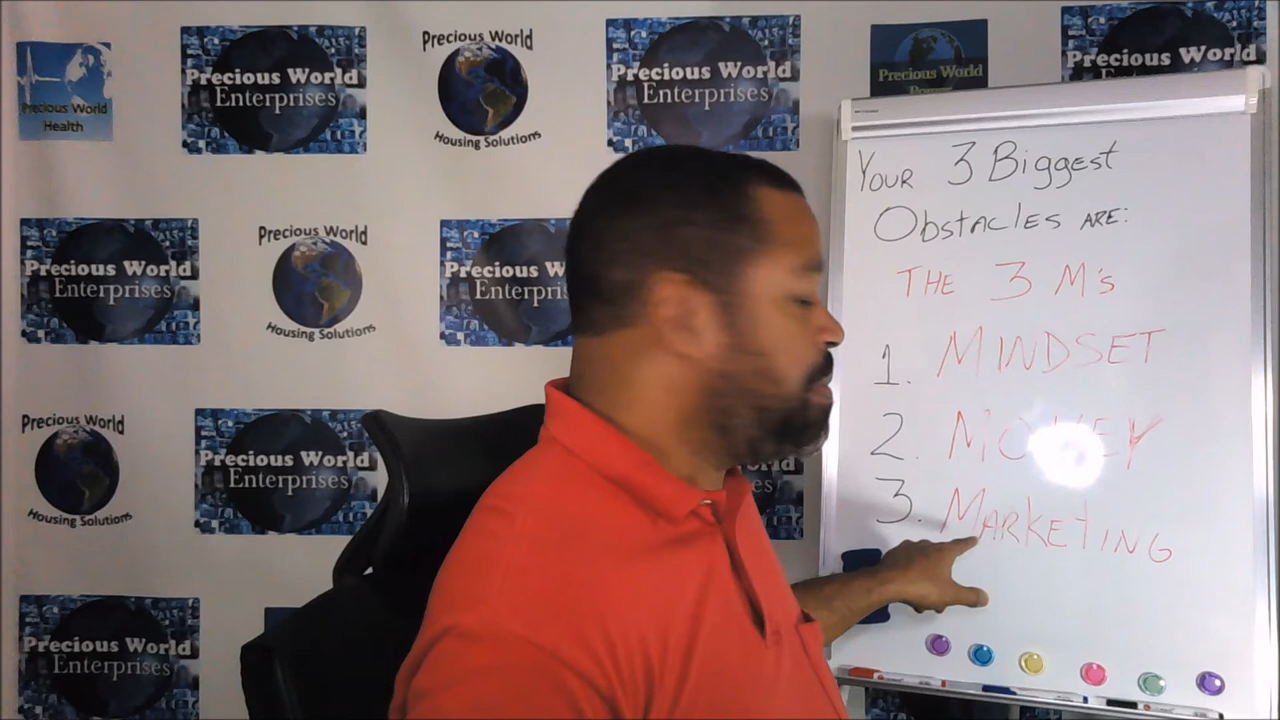 Precious World
Health
Precious World
Enterprises
Precious World
Housing Solutions
Precious World
Enterprises
Precious World
Precious World
Precious World
Enterprises
Precious World
Housing Solutions
Precious W
Enterpris
Precious World
Housing Solutions
Precious World
Enterprises
Precious World
Enterprises
YOUR 3 Biggest
Obstacles ARE:
THE 3 M's
1. MINDSET
2. MONEY
3. MARKETING